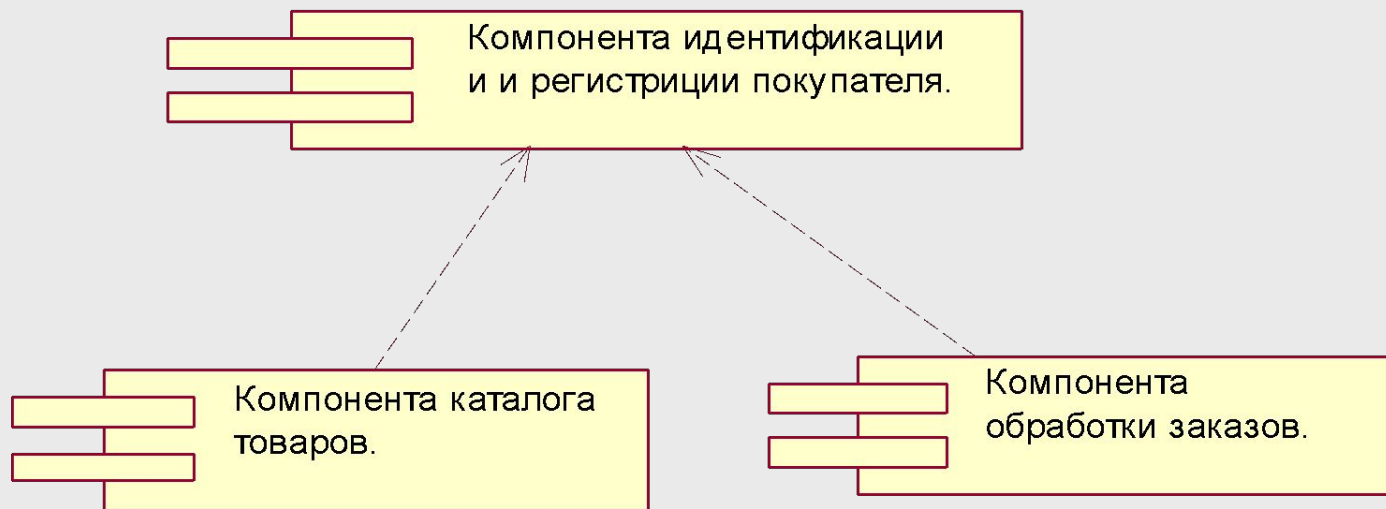 Компонента идентификации
и и регистриции покупателя.
Компонента каталога
товаров.
Компонента
обработки заказов.